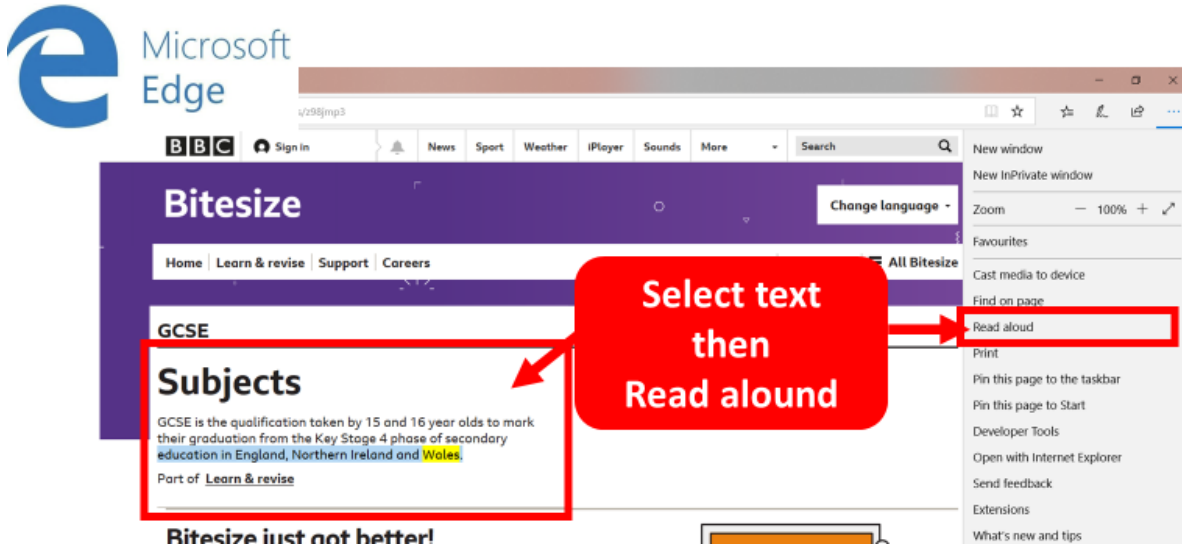 Microsoft
Edge
s/z98jmp3
BBC Sign in News Sport Weather iPlayer Sounds More Search
Bitesize
Change language
Home Learn & revise Support Careers
All Bitesize
GCSE
Subjects
GCSE is the qualification taken by 15 and 16 year olds to mark
their graduation from the Key Stage 4 phase of secondary
education in England, Northern Ireland and Wales.
Part of Learn & revise
Bitesize just got better!
Select text
then
Read alound
New window
New InPrivate window
Zoom − 100% +
Favourites
Cast media to device
Find on page
Read aloud
Print
Pin this page to the taskbar
Pin this page to Start
Developer Tools
Open with Internet Explorer
Send feedback
Extensions
What's new and tips